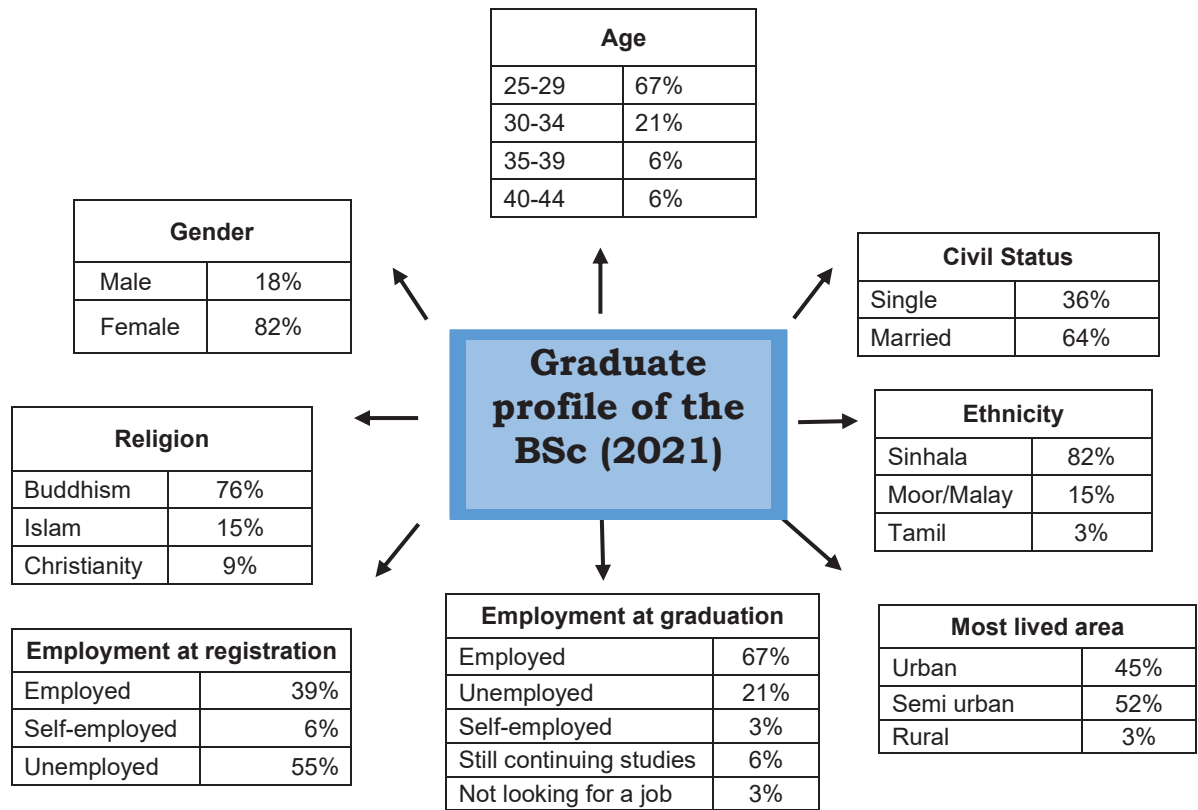 Age
25-29 67%
30-34 21%
35-39 6%
40-44 6%
Gender
Male 18%
Female 82%
Civil Status
Single 36%
Married 64%
Graduate
profile of the
BSc (2021)
Religion
Buddhism 76%
Islam 15%
Christianity 9%
Ethnicity
Sinhala 82%
Moor/Malay 15%
Tamil 3%
Employment at registration
Employed 39%
Self-employed 6%
Unemployed 55%
Employment at graduation
Employed 67%
Unemployed 21%
Self-employed 3%
Still continuing studies 6%
Not looking for a job 3%
Most lived area
Urban 45%
Semi urban 52%
Rural 3%